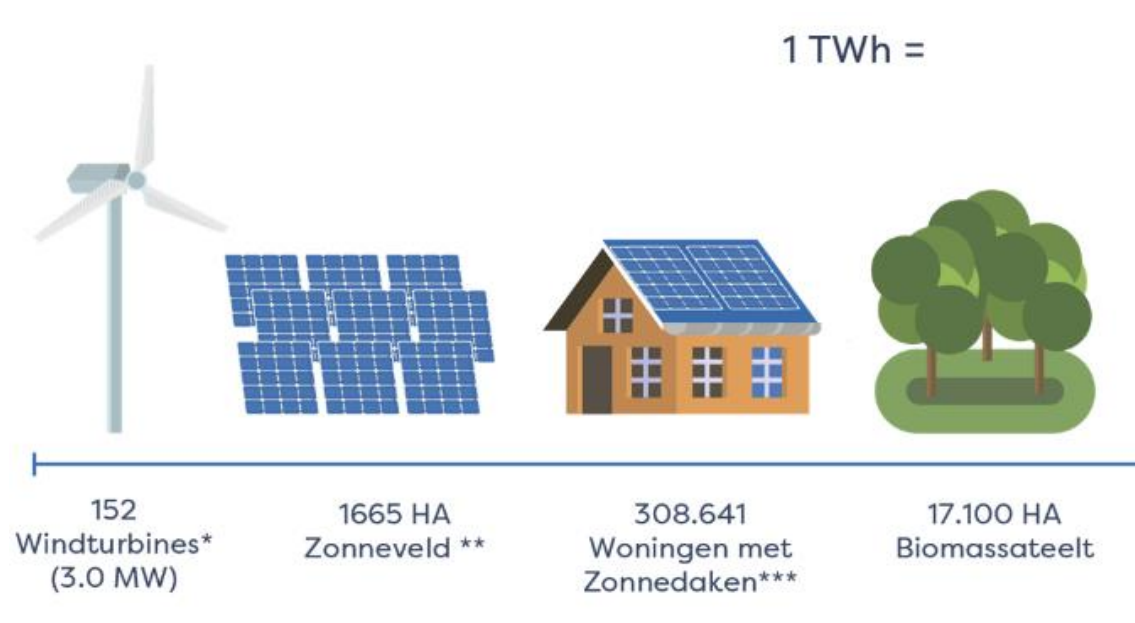 1 TWh =
152
Windturbines*
(3.0 MW)
1665 HA
Zonneveld **
308.641
Woningen met
Zonnedaken***
17.100 HA
Biomassateelt